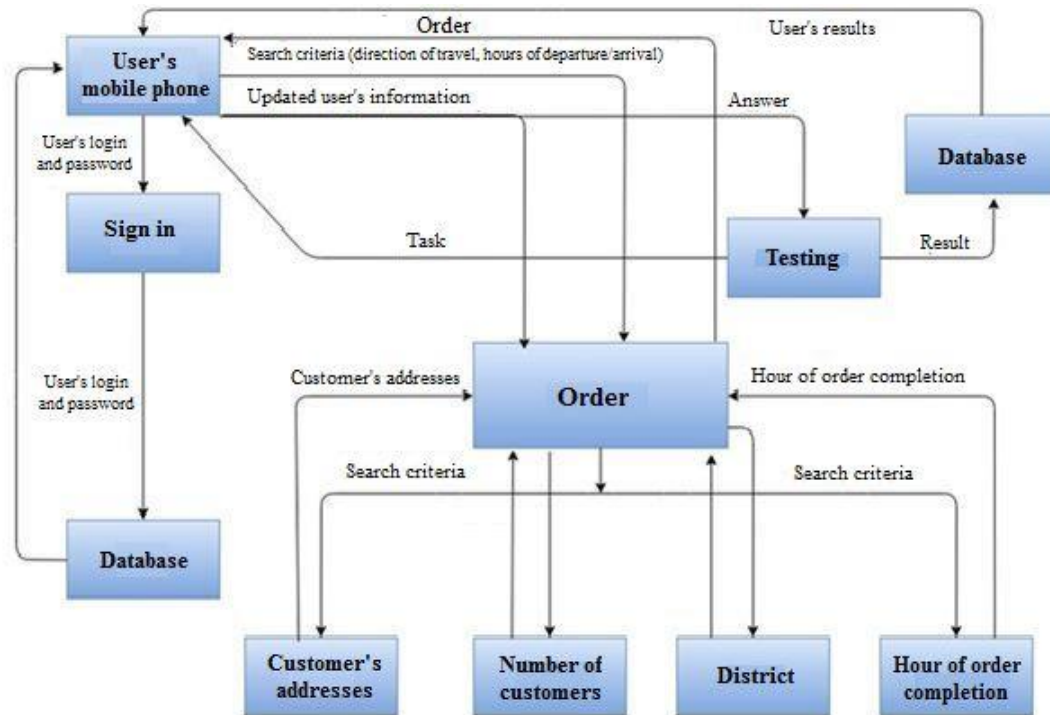 Order
User's results
User's
mobile phone
Search criteria (direction of travel, hours of departure/arrival)
Updated user's information
Answer
User's login
and password
Database
Sign in
Task
Testing
Result
User's login
and password
Customer's addresses
Order
Hour of order completion
Search criteria
Search criteria
Database
Customer's
addresses
Number of
customers
District
Hour of order
completion